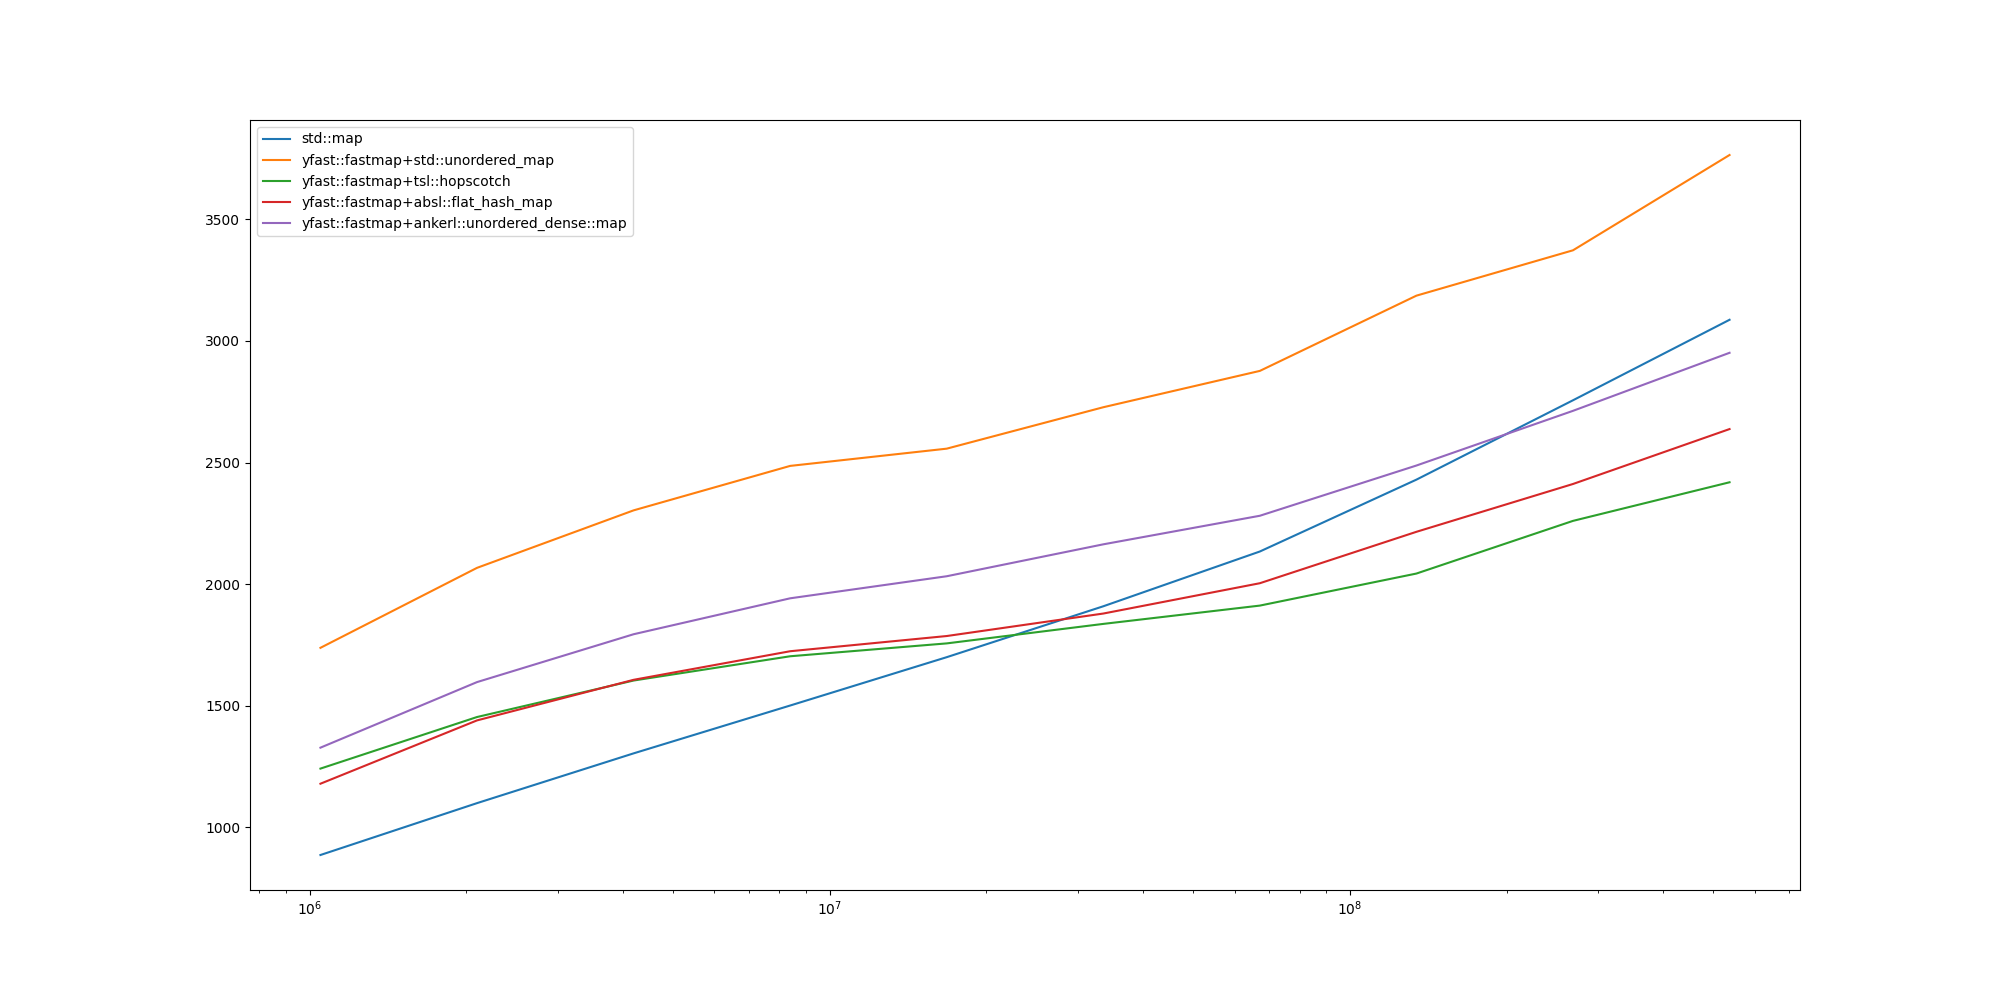 std::map
yfast::fastmap+std::unordered_map
yfast::fastmap+tsl::hopscotch
yfast::fastmap+absl::flat_hash_map
yfast::fastmap+ankerl::unordered_dense::map
3500
3000
2500
2000
1500
1000
10⁶ 10⁷ 10⁸